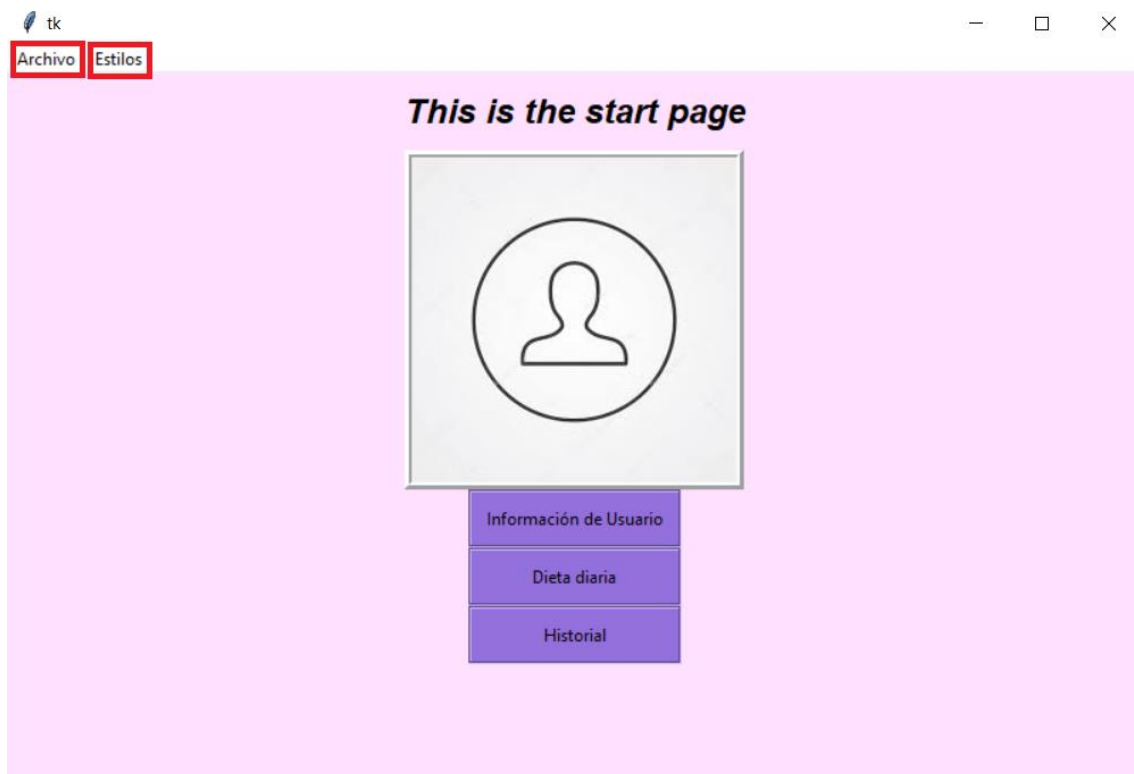 tk
Archivo Estilos
This is the start page
Información de Usuario
Dieta diaria
Historial